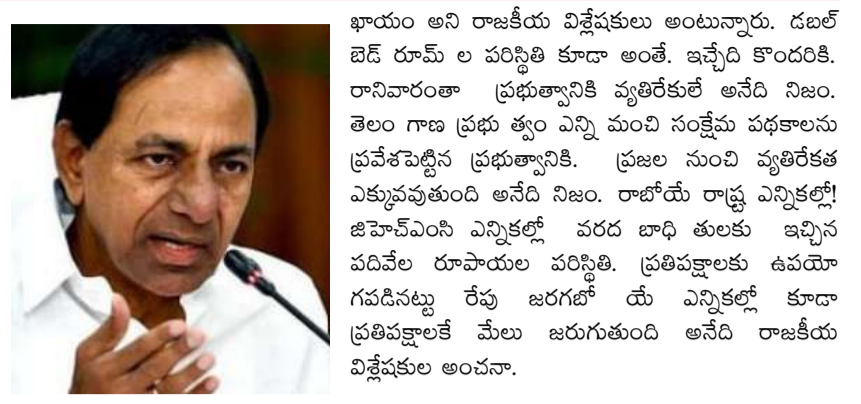 ఖాయం అని రాజకీయ విశ్లేషకులు అంటున్నారు. డబల్
బెడ్ రూమ్ ల పరిస్థితి కూడా అంతే. ఇచ్చేది కొందరికి.
రానివారంతా ప్రభుత్వానికి వ్యతిరేకులే అనేది నిజం.
తెలం గాణ ప్రభు త్వం ఎన్ని మంచి సంక్షేమ పథకాలను
ప్రవేశపెట్టిన ప్రభుత్వానికి. ప్రజల నుంచి వ్యతిరేకత
ఎక్కువవుతుంది అనేది నిజం. రాబోయే రాష్ట్ర ఎన్నికల్లో!
జిహెచ్ఎంసి ఎన్నికల్లో వరద బాధి తులకు ఇచ్చిన
పదివేల రూపాయల పరిస్థితి. ప్రతిపక్షాలకు ఉపయో
గపడినట్టు రేపు జరగబో యే ఎన్నికల్లో కూడా
ప్రతిపక్షాలకే మేలు జరుగుతుంది అనేది రాజకీయ
విశ్లేషకుల అంచనా.